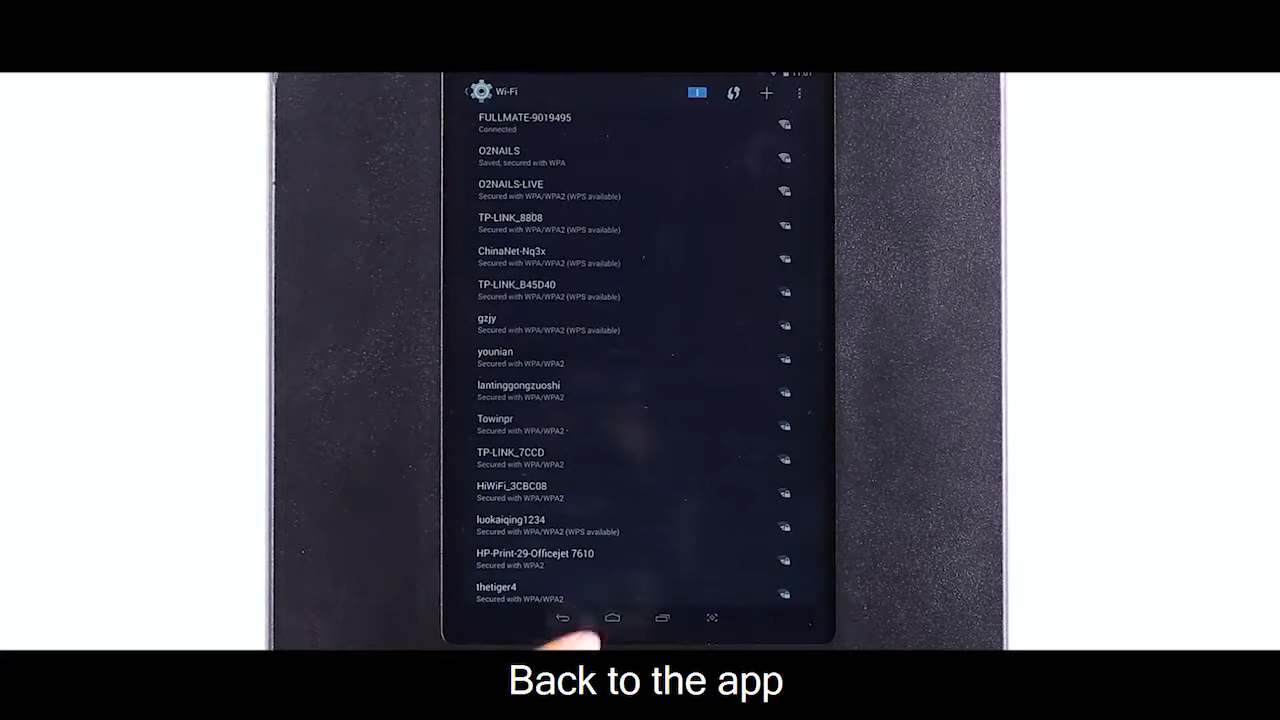 Wi-Fi
FULLMATE-9019495
Connected
O2NAILS
Saved, secured with WPA
O2NAILS-LIVE
Secured with WPA/WPA2 (WPS available)
TP-LINK_8808
Secured with WPA/WPA2 (WPS available)
ChinaNet-Nq3x
Secured with WPA/WPA2 (WPS available)
TP-LINK_B45D40
Secured with WPA/WPA2 (WPS available)
gzjy
Secured with WPA/WPA2 (WPS available)
younian
Secured with WPA/WPA2
lantinggongzuoshi
Secured with WPA/WPA2
Towinpr
Secured with WPA/WPA2
TP-LINK_7CCD
Secured with WPA/WPA2
HiWiFi_3CBC08
Secured with WPA/WPA2
luokaiqing1234
Secured with WPA/WPA2 (WPS available)
HP-Print-29-Officejet 7610
Secured with WPA2
thetiger4
Secured with WPA/WPA2
Back to the app